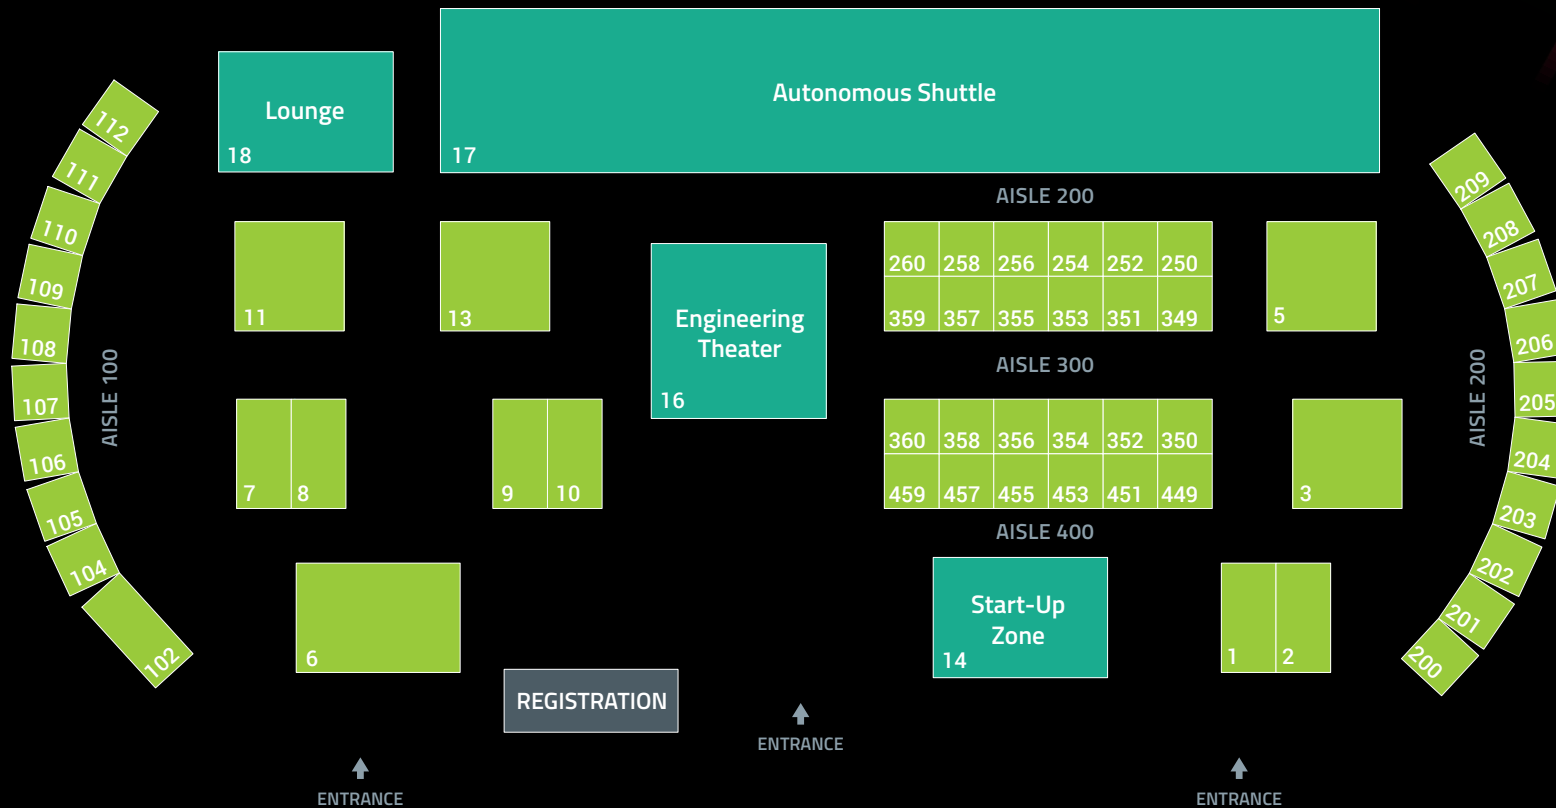 Lounge
18
Autonomous Shuttle
17
AISLE 200
112
111
110
109
108
107
106
105
104
102
AISLE 100
11
13
Engineering
Theater
16
260 258 256 254 252 250
359 357 355 353 351 349
5
AISLE 300
7 8
9 10
360 358 356 354 352 350
459 457 455 453 451 449
3
AISLE 400
6
Start-Up
Zone
14
1 2
AISLE 200
209
208
207
206
205
204
203
202
201
200
REGISTRATION
ENTRANCE
ENTRANCE
ENTRANCE